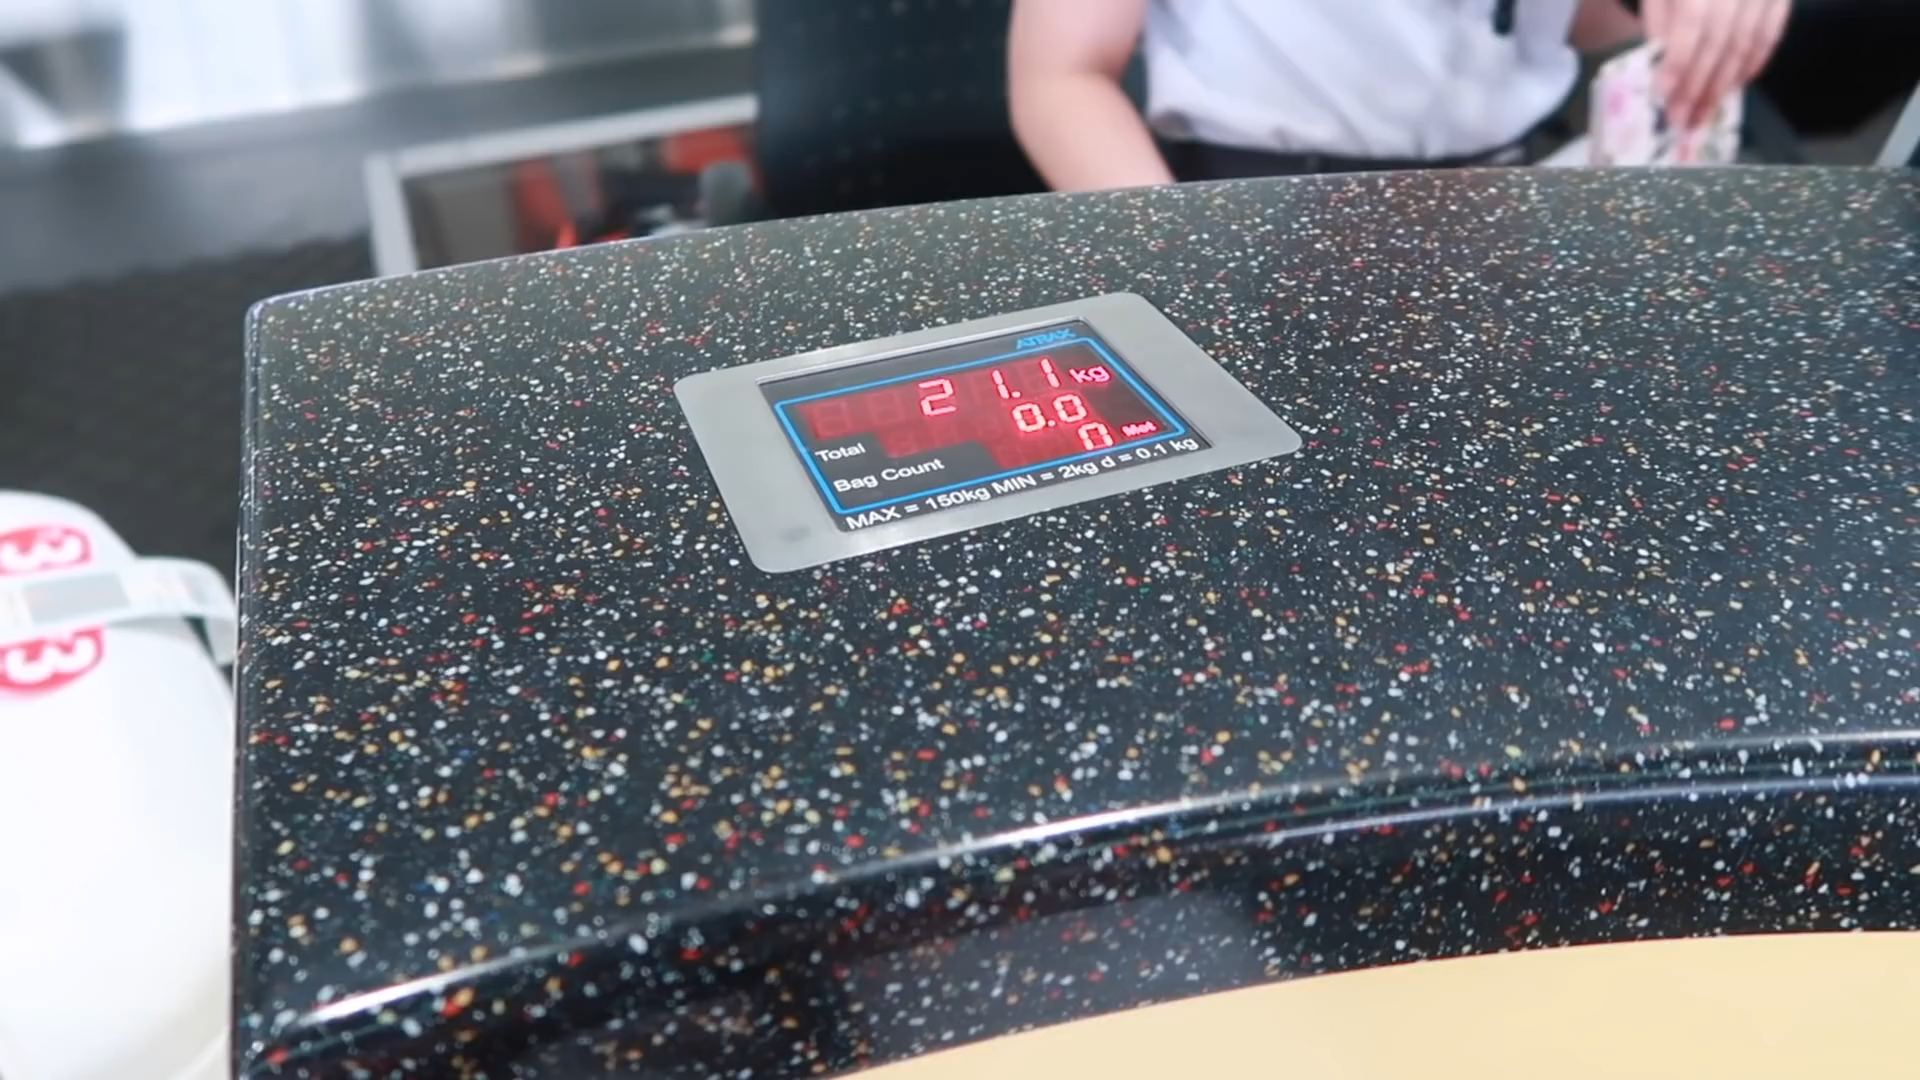 ATRAX
21.1 kg
Total 0.0
Bag Count 0
MAX = 150kg MIN = 2kg d = 0.1 kg